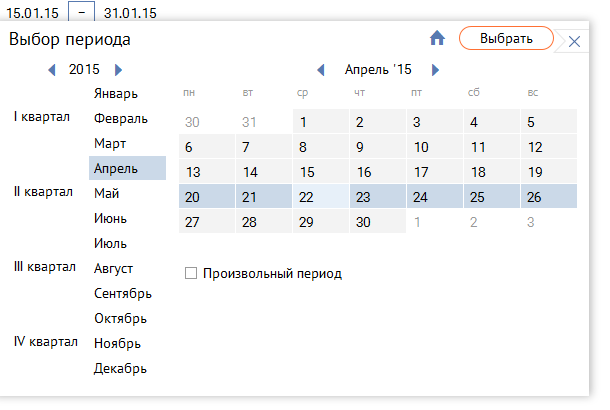 15.01.15 – 31.01.15
Выбор периода
Выбрать
2015
Январь
I квартал
Февраль
Март
Апрель
II квартал
Май
Июнь
Июль
III квартал
Август
Сентябрь
Октябрь
IV квартал
Ноябрь
Декабрь
Апрель '15
пн вт ср чт пт сб вс
30 31 1 2 3 4 5
6 7 8 9 10 11 12
13 14 15 16 17 18 19
20 21 22 23 24 25 26
27 28 29 30 1 2 3
Произвольный период